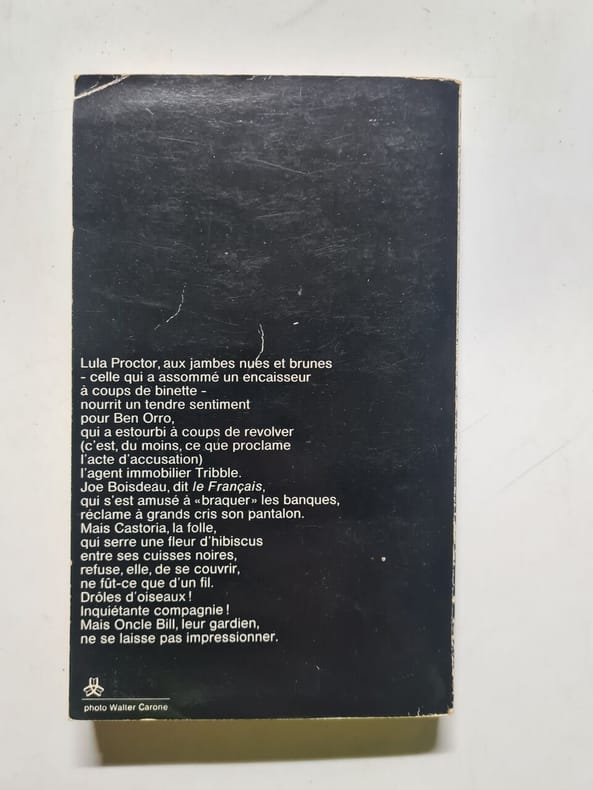 Lula Proctor, aux jambes nues et brunes
- celle qui a assommé un encaisseur
à coups de binette -
nourrit un tendre sentiment
pour Ben Orro,
qui a estourbi à coups de revolver
(c'est, du moins, ce que proclame
l'acte d'accusation)
l'agent immobilier Tribble.
Joe Boisdeau, dit le Français,
qui s'est amusé à «braquer» les banques,
réclame à grands cris son pantalon.
Mais Castoria, la folle,
qui serre une fleur d'hibiscus
entre ses cuisses noires,
refuse, elle, de se couvrir,
ne fût-ce que d'un fil.
Drôles d'oiseaux !
Inquiétante compagnie !
Mais Oncle Bill, leur gardien,
ne se laisse pas impressionner.
photo Walter Carone